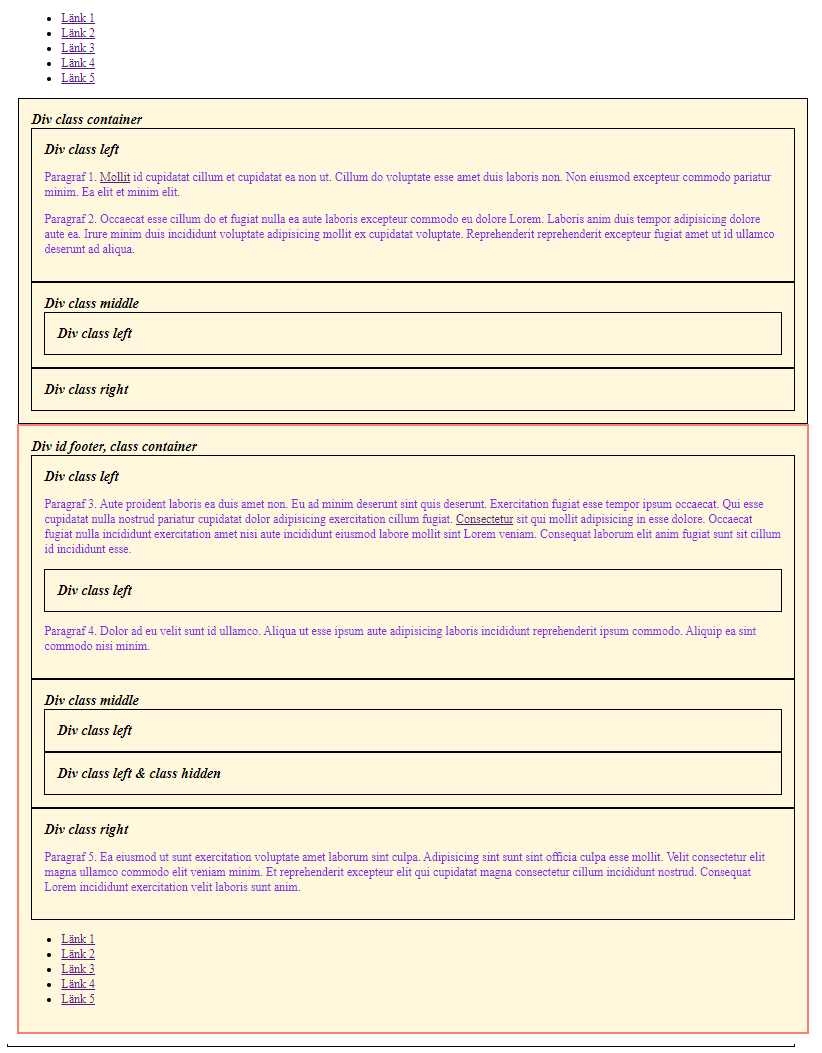 Länk 1
Länk 2
Länk 3
Länk 4
Länk 5
Div class container
Div class left
Paragraf 1. Mollit id cupidatat cillum et cupidatat ea non ut. Cillum do voluptate esse amet duis laboris non. Non eiusmod excepteur commodo pariatur
minim. Ea elit et minim elit.
Paragraf 2. Occaecat esse cillum do et fugiat nulla ea aute laboris excepteur commodo eu dolore Lorem. Laboris anim duis tempor adipisicing dolore
aute ea. Irure minim duis incididunt voluptate adipisicing mollit ex cupidatat voluptate. Reprehenderit reprehenderit excepteur fugiat amet ut id ullamco
deserunt ad aliqua.
Div class middle
Div class left
Div class right
Div id footer, class container
Div class left
Paragraf 3. Aute proident laboris ea duis amet non. Eu ad minim deserunt sint quis deserunt. Exercitation fugiat esse tempor ipsum occaecat. Qui esse
cupidatat nulla nostrud pariatur cupidatat dolor adipisicing exercitation cillum fugiat. Consectetur sit qui mollit adipisicing in esse dolore. Occaecat
fugiat nulla incididunt exercitation amet nisi aute incididunt eiusmod labore mollit sint Lorem veniam. Consequat laborum elit anim fugiat sunt sit cillum
id incididunt esse.
Div class left
Paragraf 4. Dolor ad eu velit sunt id ullamco. Aliqua ut esse ipsum aute adipisicing laboris incididunt reprehenderit ipsum commodo. Aliquip ea sint
commodo nisi minim.
Div class middle
Div class left
Div class left & class hidden
Div class right
Paragraf 5. Ea eiusmod ut sunt exercitation voluptate amet laborum sint culpa. Adipisicing sint sunt sint officia culpa esse mollit. Velit consectetur elit
magna ullamco commodo elit veniam minim. Et reprehenderit excepteur elit qui cupidatat magna consectetur cillum incididunt nostrud. Consequat
Lorem incididunt exercitation velit laboris sunt anim.
Länk 1
Länk 2
Länk 3
Länk 4
Länk 5